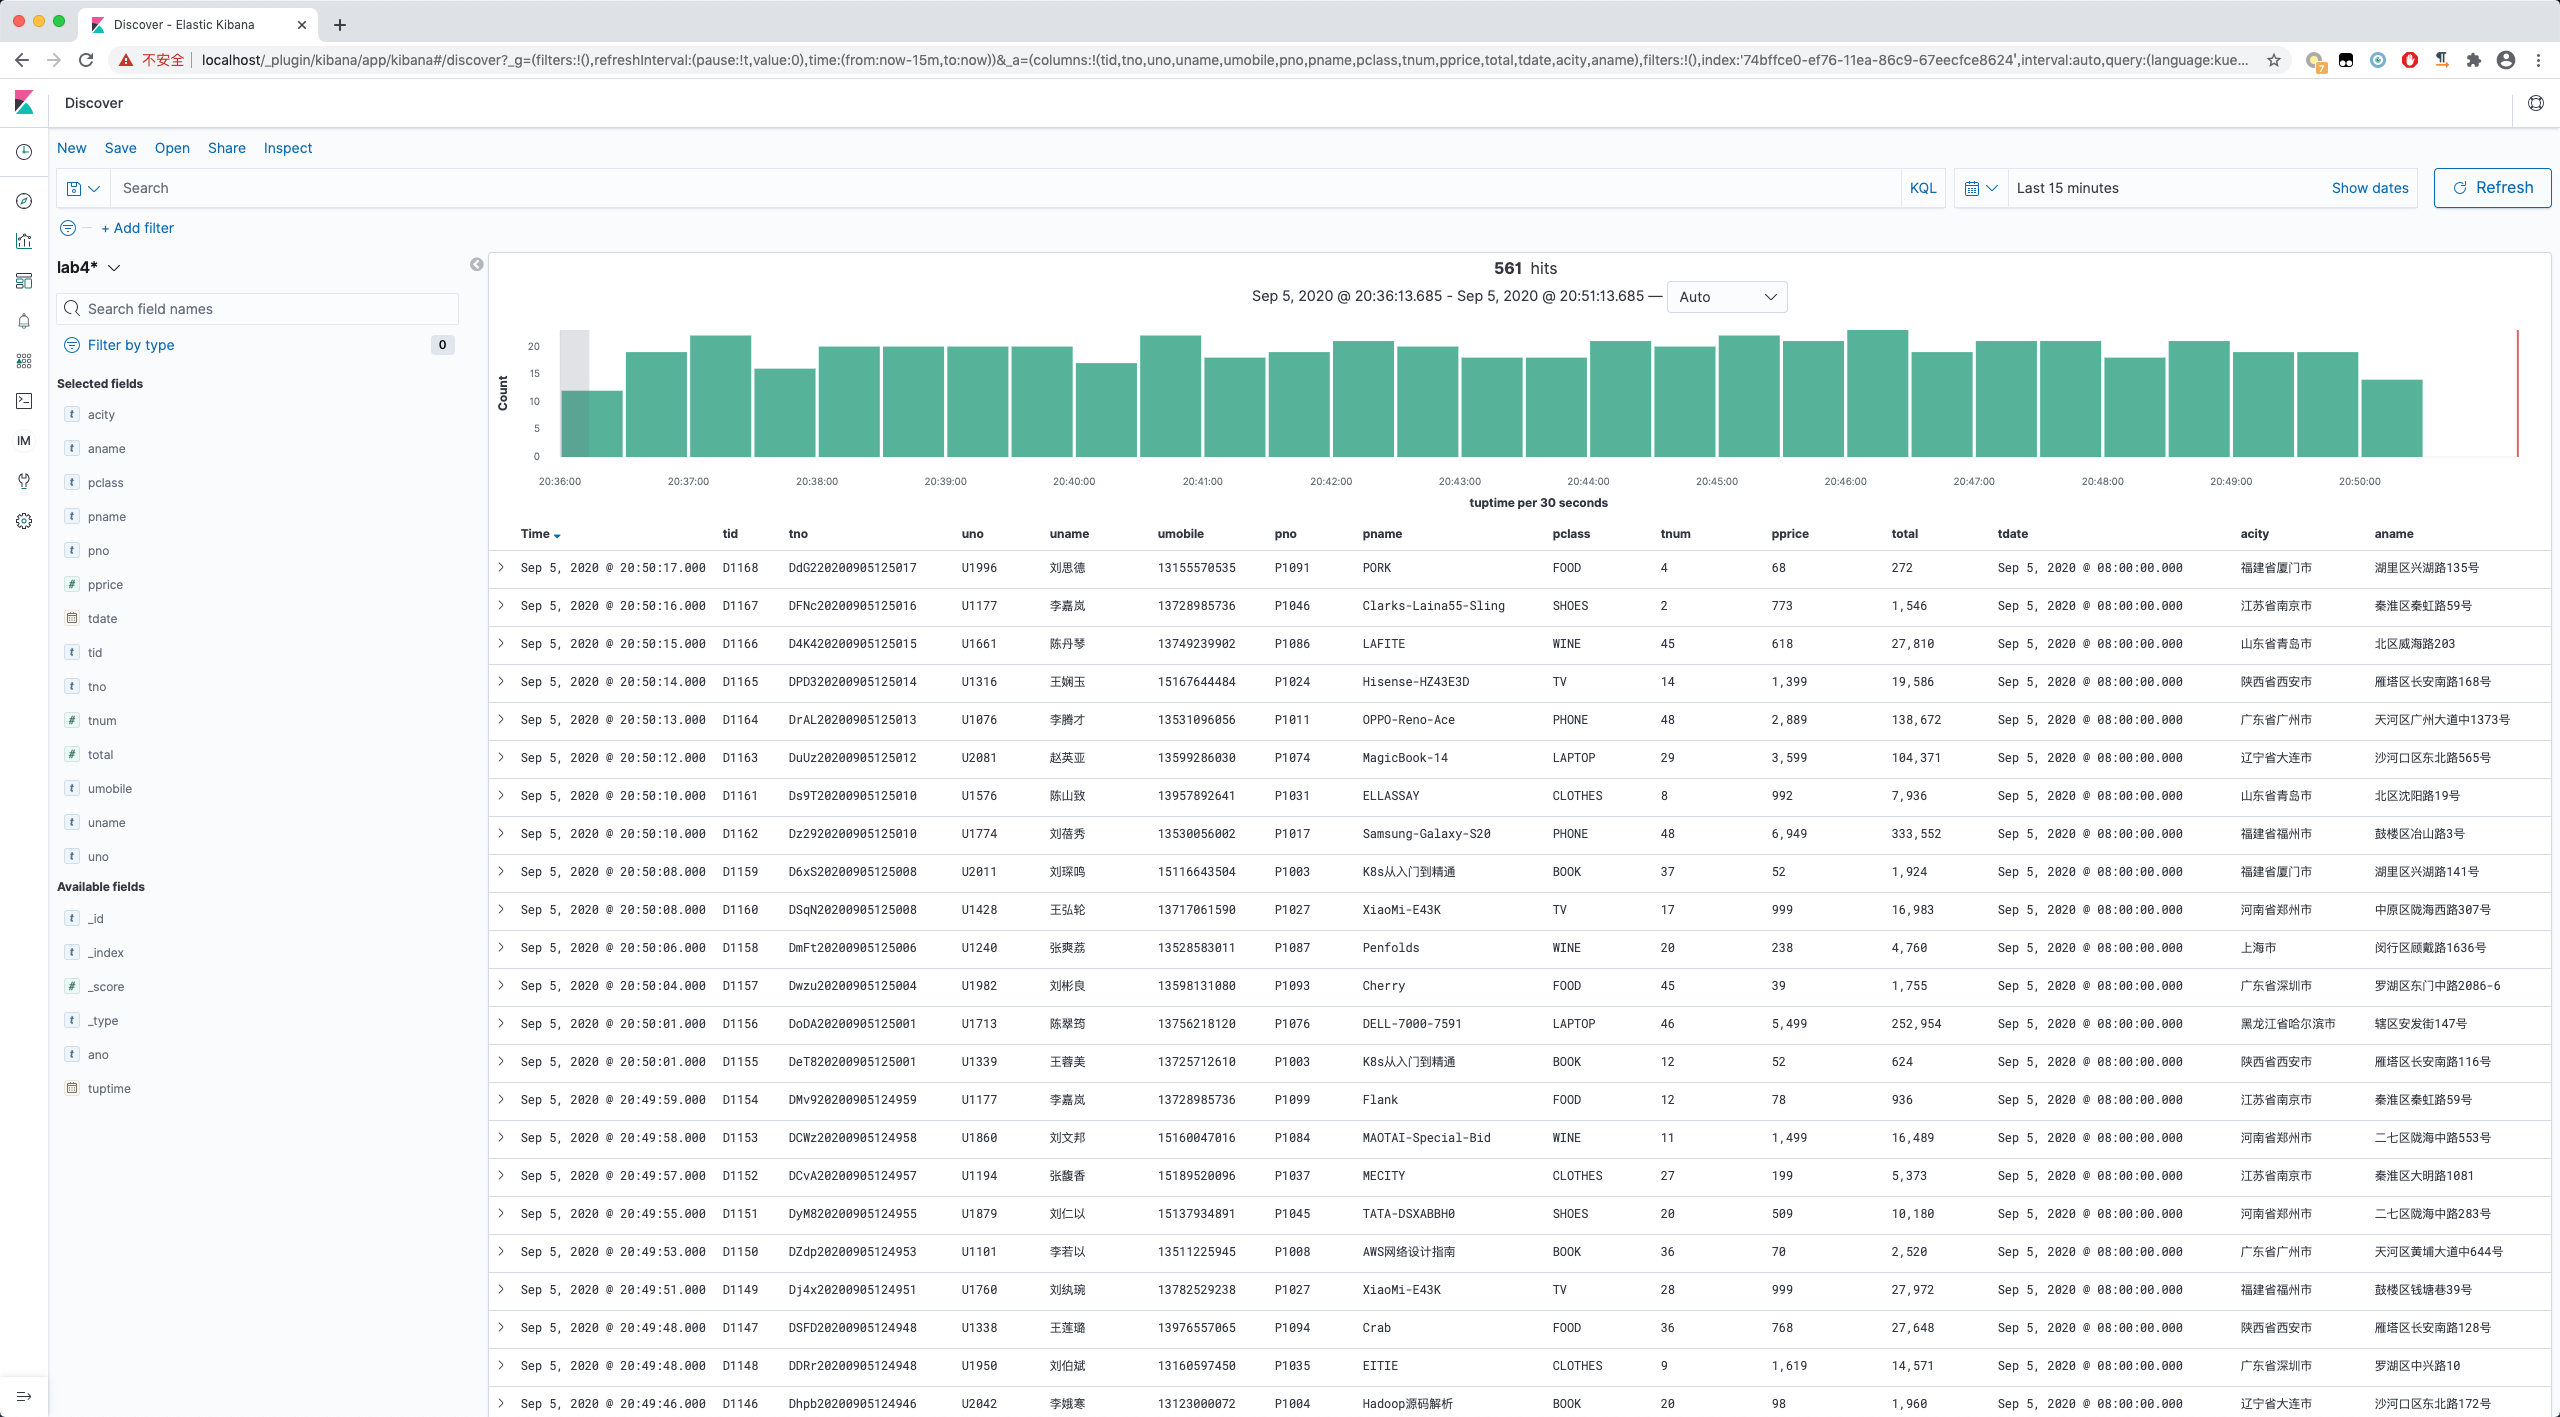 Discover - Elastic Kibana
不安全 localhost/_plugin/kibana/app/kibana#/discover?_g=(filters:!(),refreshInterval:(pause:!t,value:0),time:(from:now-15m,to:now))&_a=(columns:!(tid,tno,uno,uname,umobile,pno,pname,pclass,tnum,pprice,total,tdate,acity,aname),filters:!(),index:'74bffce0-ef76-11ea-86c9-67eecfce8624',interval:auto,query:(language:kue...
7
Discover
New Save Open Share Inspect
Search KQL Last 15 minutes Show dates Refresh
+ Add filter
lab4*
Search field names
Filter by type 0
Selected fields
t acity
t aname
t pclass
t pname
t pno
# pprice
tdate
t tid
t tno
# tnum
# total
t umobile
t uname
t uno
Available fields
t _id
t _index
# _score
t _type
t ano
tuptime
IM
561 hits
Sep 5, 2020 @ 20:36:13.685 - Sep 5, 2020 @ 20:51:13.685 — Auto
Count
20
15
10
5
0
20:36:00 20:37:00 20:38:00 20:39:00 20:40:00 20:41:00 20:42:00 20:43:00 20:44:00 20:45:00 20:46:00 20:47:00 20:48:00 20:49:00 20:50:00
tuptime per 30 seconds
Time tid tno uno uname umobile pno pname pclass tnum pprice total tdate acity aname
Sep 5, 2020 @ 20:50:17.000 D1168 DdG220200905125017 U1996 刘思德 13155570535 P1091 PORK FOOD 4 68 272 Sep 5, 2020 @ 08:00:00.000 福建省厦门市 湖里区兴湖路135号
Sep 5, 2020 @ 20:50:16.000 D1167 DFNc20200905125016 U1177 李嘉岚 13728985736 P1046 Clarks-Laina55-Sling SHOES 2 773 1,546 Sep 5, 2020 @ 08:00:00.000 江苏省南京市 秦淮区秦虹路59号
Sep 5, 2020 @ 20:50:15.000 D1166 D4K420200905125015 U1661 陈丹琴 13749239902 P1086 LAFITE WINE 45 618 27,810 Sep 5, 2020 @ 08:00:00.000 山东省青岛市 北区威海路203
Sep 5, 2020 @ 20:50:14.000 D1165 DPD320200905125014 U1316 王娴玉 15167644484 P1024 Hisense-HZ43E3D TV 14 1,399 19,586 Sep 5, 2020 @ 08:00:00.000 陕西省西安市 雁塔区长安南路168号
Sep 5, 2020 @ 20:50:13.000 D1164 DrAL20200905125013 U1076 李腾才 13531096056 P1011 OPPO-Reno-Ace PHONE 48 2,889 138,672 Sep 5, 2020 @ 08:00:00.000 广东省广州市 天河区广州大道中1373号
Sep 5, 2020 @ 20:50:12.000 D1163 DuUz20200905125012 U2081 赵英亚 13599286030 P1074 MagicBook-14 LAPTOP 29 3,599 104,371 Sep 5, 2020 @ 08:00:00.000 辽宁省大连市 沙河口区东北路565号
Sep 5, 2020 @ 20:50:10.000 D1161 Ds9T20200905125010 U1576 陈山致 13957892641 P1031 ELLASSAY CLOTHES 8 992 7,936 Sep 5, 2020 @ 08:00:00.000 山东省青岛市 北区沈阳路19号
Sep 5, 2020 @ 20:50:10.000 D1162 Dz2920200905125010 U1774 刘蓓秀 13530056002 P1017 Samsung-Galaxy-S20 PHONE 48 6,949 333,552 Sep 5, 2020 @ 08:00:00.000 福建省福州市 鼓楼区冶山路3号
Sep 5, 2020 @ 20:50:08.000 D1159 D6xS20200905125008 U2011 刘琛鸣 15116643504 P1003 K8s从入门到精通 BOOK 37 52 1,924 Sep 5, 2020 @ 08:00:00.000 福建省厦门市 湖里区兴湖路141号
Sep 5, 2020 @ 20:50:08.000 D1160 DSqN20200905125008 U1428 王弘轮 13717061590 P1027 XiaoMi-E43K TV 17 999 16,983 Sep 5, 2020 @ 08:00:00.000 河南省郑州市 中原区陇海西路307号
Sep 5, 2020 @ 20:50:06.000 D1158 DmFt20200905125006 U1240 张爽荔 13528583011 P1087 Penfolds WINE 20 238 4,760 Sep 5, 2020 @ 08:00:00.000 上海市 闵行区顾戴路1636号
Sep 5, 2020 @ 20:50:04.000 D1157 Dwzu20200905125004 U1982 刘彬良 13598131080 P1093 Cherry FOOD 45 39 1,755 Sep 5, 2020 @ 08:00:00.000 广东省深圳市 罗湖区东门中路2086-6
Sep 5, 2020 @ 20:50:01.000 D1156 DoDA20200905125001 U1713 陈翠筠 13756218120 P1076 DELL-7000-7591 LAPTOP 46 5,499 252,954 Sep 5, 2020 @ 08:00:00.000 黑龙江省哈尔滨市 辖区安发街147号
Sep 5, 2020 @ 20:50:01.000 D1155 DeT820200905125001 U1339 王蓉美 13725712610 P1003 K8s从入门到精通 BOOK 12 52 624 Sep 5, 2020 @ 08:00:00.000 陕西省西安市 雁塔区长安南路116号
Sep 5, 2020 @ 20:49:59.000 D1154 DMv920200905124959 U1177 李嘉岚 13728985736 P1099 Flank FOOD 12 78 936 Sep 5, 2020 @ 08:00:00.000 江苏省南京市 秦淮区秦虹路59号
Sep 5, 2020 @ 20:49:58.000 D1153 DCWz20200905124958 U1860 刘文邦 15160047016 P1084 MAOTAI-Special-Bid WINE 11 1,499 16,489 Sep 5, 2020 @ 08:00:00.000 河南省郑州市 二七区陇海中路553号
Sep 5, 2020 @ 20:49:57.000 D1152 DCvA20200905124957 U1194 张馥香 15189520096 P1037 MECITY CLOTHES 27 199 5,373 Sep 5, 2020 @ 08:00:00.000 江苏省南京市 秦淮区大明路1081
Sep 5, 2020 @ 20:49:55.000 D1151 DyM820200905124955 U1879 刘仁以 15137934891 P1045 TATA-DSXABBH0 SHOES 20 509 10,180 Sep 5, 2020 @ 08:00:00.000 河南省郑州市 二七区陇海中路283号
Sep 5, 2020 @ 20:49:53.000 D1150 DZdp20200905124953 U1101 李若以 13511225945 P1008 AWS网络设计指南 BOOK 36 70 2,520 Sep 5, 2020 @ 08:00:00.000 广东省广州市 天河区黄埔大道中644号
Sep 5, 2020 @ 20:49:51.000 D1149 Dj4x20200905124951 U1760 刘纨琬 13782529238 P1027 XiaoMi-E43K TV 28 999 27,972 Sep 5, 2020 @ 08:00:00.000 福建省福州市 鼓楼区钱塘巷39号
Sep 5, 2020 @ 20:49:48.000 D1147 DSFD20200905124948 U1338 王莲璐 13976557065 P1094 Crab FOOD 36 768 27,648 Sep 5, 2020 @ 08:00:00.000 陕西省西安市 雁塔区长安南路128号
Sep 5, 2020 @ 20:49:48.000 D1148 DDRr20200905124948 U1950 刘伯斌 13160597450 P1035 EITIE CLOTHES 9 1,619 14,571 Sep 5, 2020 @ 08:00:00.000 广东省深圳市 罗湖区中兴路10
Sep 5, 2020 @ 20:49:46.000 D1146 Dhpb20200905124946 U2042 李娥寒 13123000072 P1004 Hadoop源码解析 BOOK 20 98 1,960 Sep 5, 2020 @ 08:00:00.000 辽宁省大连市 沙河口区东北路172号